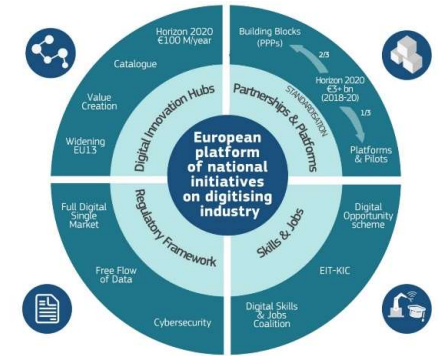 Horizon 2020
€100 M/year
Catalogue
Value
Creation
Widening
EU13
Digital Innovation Hubs
Building Blocks
(PPPs)
2/3
Horizon 2020
€3+ bn
(2018-20)
1/3
Platforms
& Pilots
STANDARDISATION
Partnerships & Platforms
European
platform
of national
initiatives
on digitising
industry
Full Digital
Single
Market
Free Flow
of Data
Cybersecurity
Regulatory Framework
Skills & Jobs
Digital
Opportunity
scheme
EIT-KIC
Digital Skills
& Jobs
Coalition